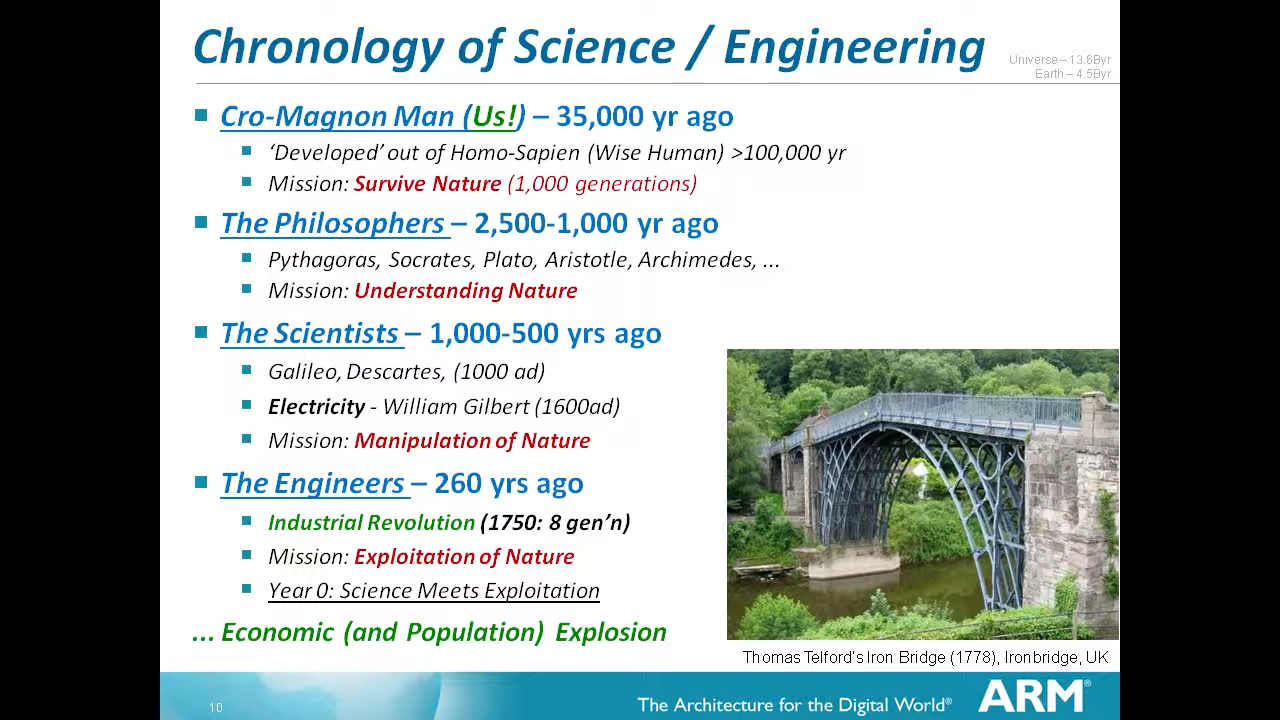 Chronology of Science / Engineering
Universe – 13.6Byr
Earth – 4.5Byr
Cro-Magnon Man (Us!) – 35,000 yr ago
‘Developed’ out of Homo-Sapien (Wise Human) >100,000 yr
Mission: Survive Nature (1,000 generations)
The Philosophers – 2,500-1,000 yr ago
Pythagoras, Socrates, Plato, Aristotle, Archimedes, ...
Mission: Understanding Nature
The Scientists – 1,000-500 yrs ago
Galileo, Descartes, (1000 ad)
Electricity - William Gilbert (1600ad)
Mission: Manipulation of Nature
The Engineers – 260 yrs ago
Industrial Revolution (1750: 8 gen’n)
Mission: Exploitation of Nature
Year 0: Science Meets Exploitation
... Economic (and Population) Explosion
Thomas Telford’s Iron Bridge (1778), Ironbridge, UK
10
The Architecture for the Digital World®
ARM®